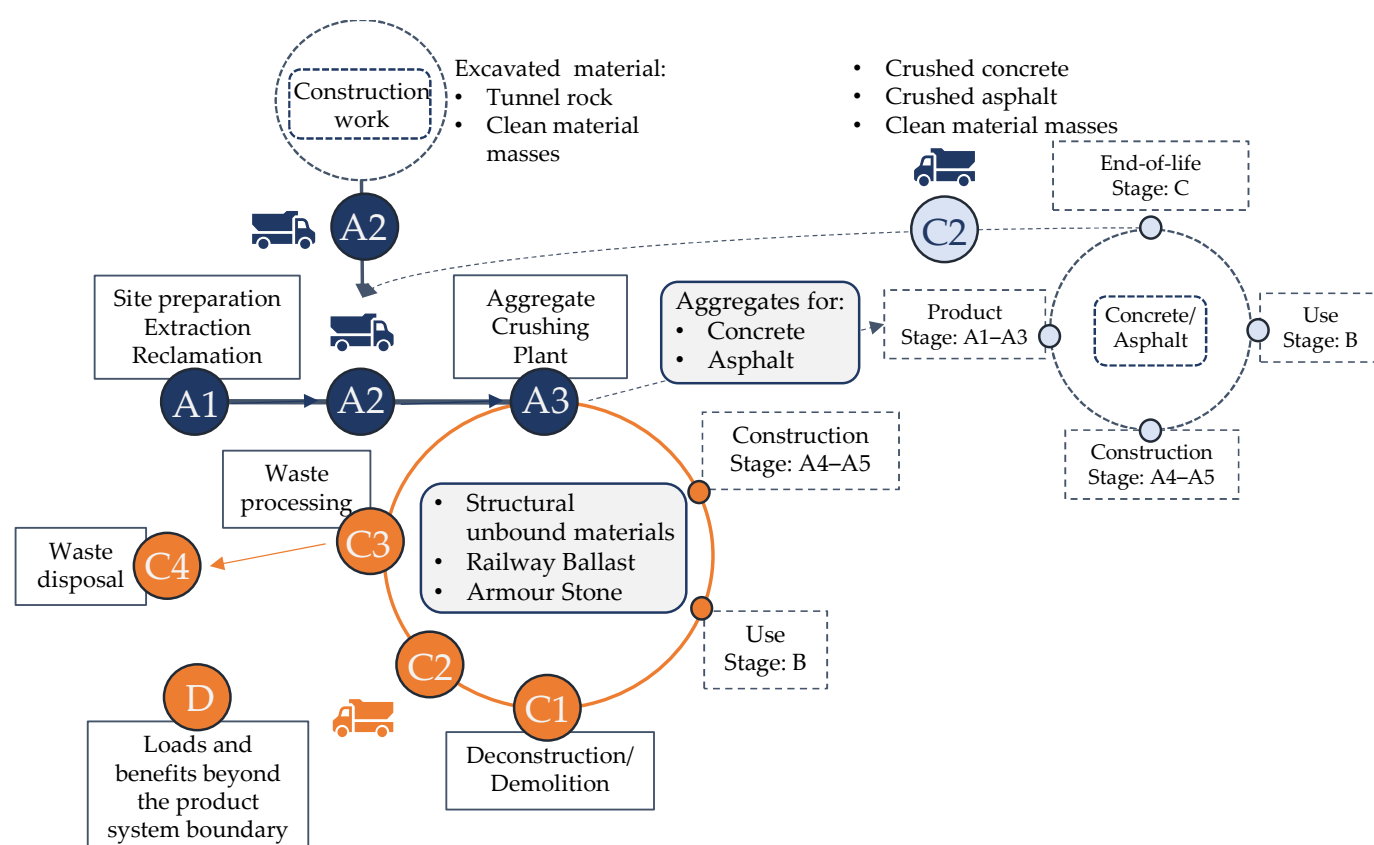 Construction
work
Excavated material:
• Tunnel rock
• Clean material
masses
• Crushed concrete
• Crushed asphalt
• Clean material masses
End-of-life
Stage: C
A2
C2
Site preparation
Extraction
Reclamation
Aggregate
Crushing
Plant
Aggregates for:
• Concrete
• Asphalt
Product
Stage: A1–A3
Concrete/
Asphalt
Use
Stage: B
A1
A2
A3
Construction
Stage: A4–A5
Construction
Stage: A4–A5
Waste
processing
• Structural
unbound materials
• Railway Ballast
• Armour Stone
C3
Waste
disposal
C4
Use
Stage: B
C2
C1
D
Deconstruction/
Demolition
Loads and
benefits beyond
the product
system boundary